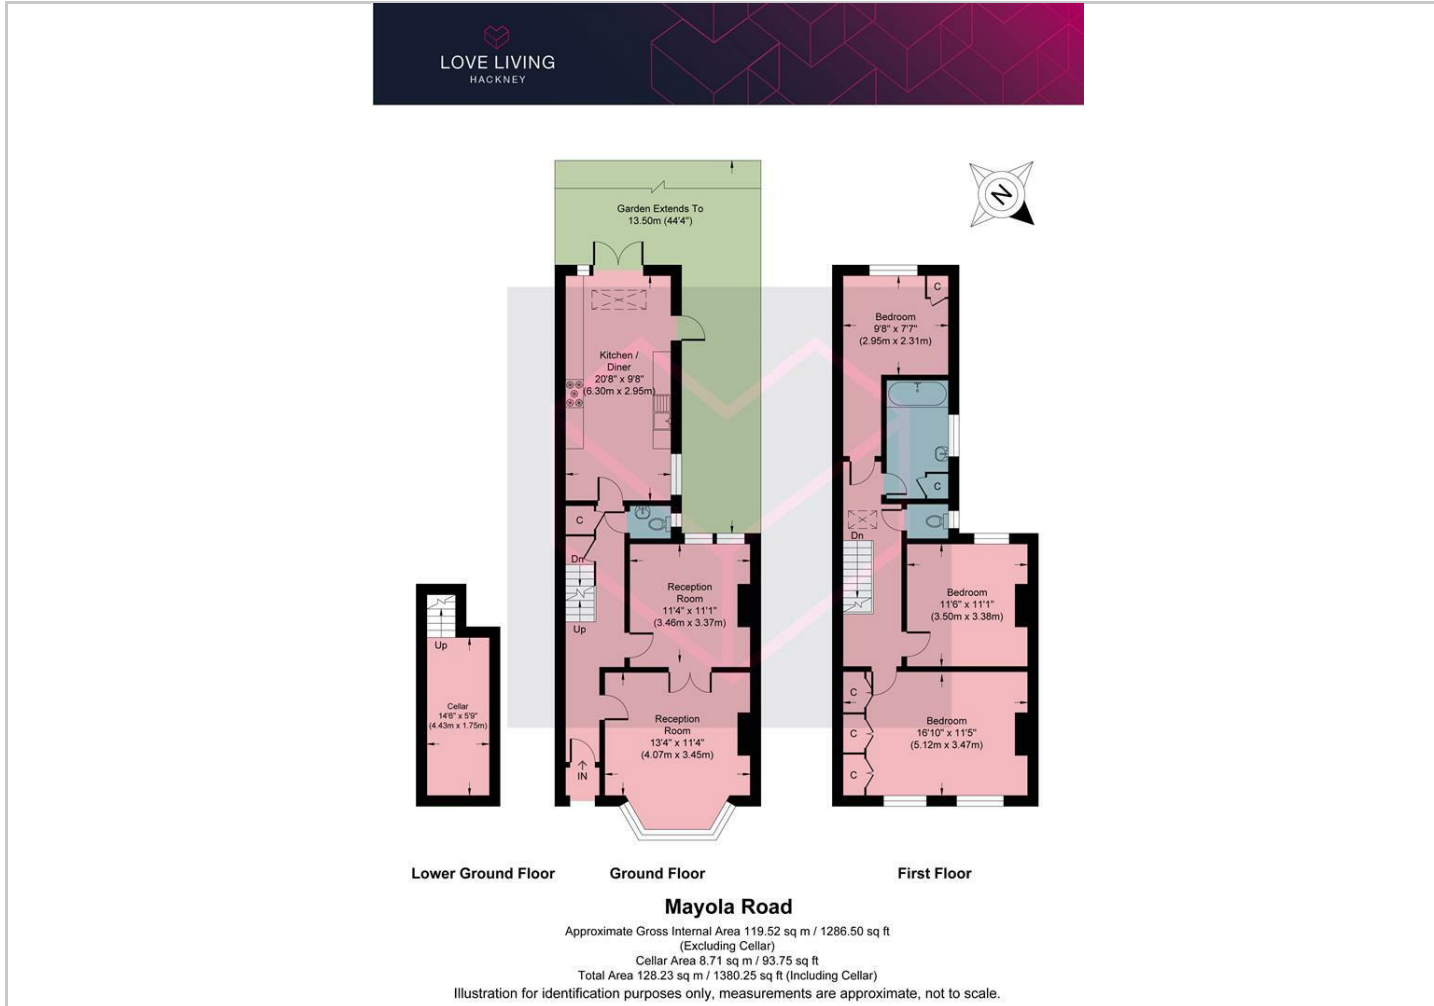 LOVE LIVING
HACKNEY
Garden Extends To
13.50m (44'4")
N
Kitchen /
Diner
20'8" x 9'8"
(6.30m x 2.95m)
C
Dn
Up
Reception
Room
11'4" x 11'1"
(3.46m x 3.37m)
Reception
Room
13'4" x 11'4"
(4.07m x 3.45m)
IN
Up
Cellar
14'6" x 5'9"
(4.43m x 1.75m)
C
Bedroom
9'8" x 7'7"
(2.95m x 2.31m)
C
Dn
Bedroom
11'6" x 11'1"
(3.50m x 3.38m)
C
C
C
Bedroom
16'10" x 11'5"
(5.12m x 3.47m)
Lower Ground Floor
Ground Floor
First Floor
Mayola Road
Approximate Gross Internal Area 119.52 sq m / 1286.50 sq ft
(Excluding Cellar)
Cellar Area 8.71 sq m / 93.75 sq ft
Total Area 128.23 sq m / 1380.25 sq ft (Including Cellar)
Illustration for identification purposes only, measurements are approximate, not to scale.